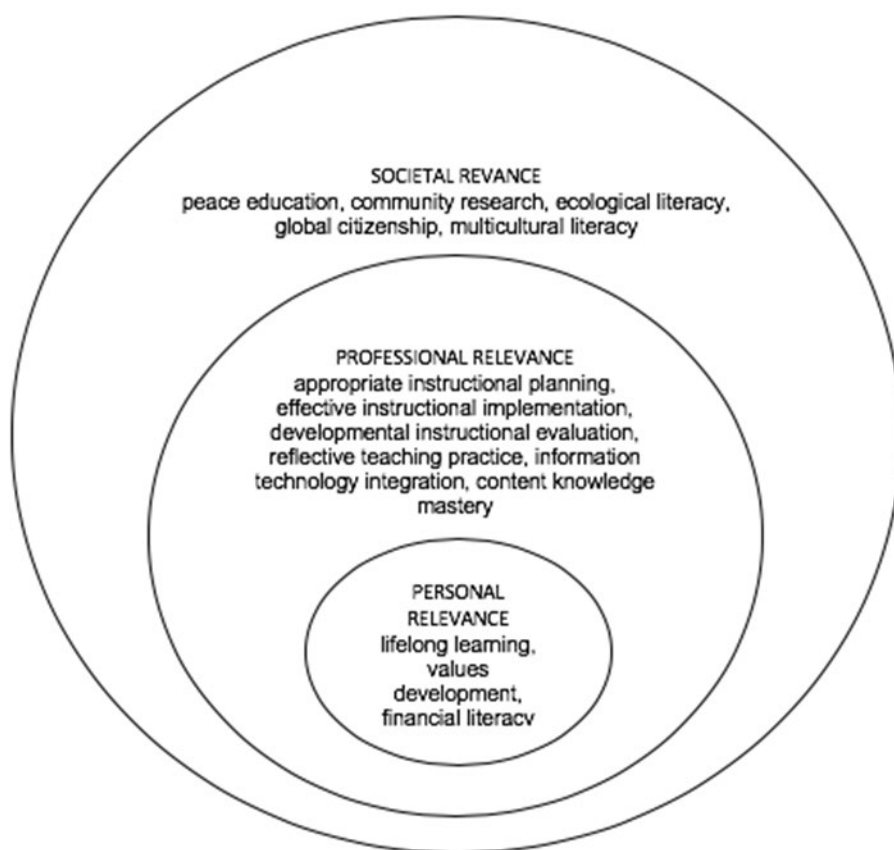 SOCIETAL REVANCE
peace education, community research, ecological literacy,
global citizenship, multicultural literacy
PROFESSIONAL RELEVANCE
appropriate instructional planning,
effective instructional implementation,
developmental instructional evaluation,
reflective teaching practice, information
technology integration, content knowledge
mastery
PERSONAL
RELEVANCE
lifelong learning,
values
development,
financial literacy